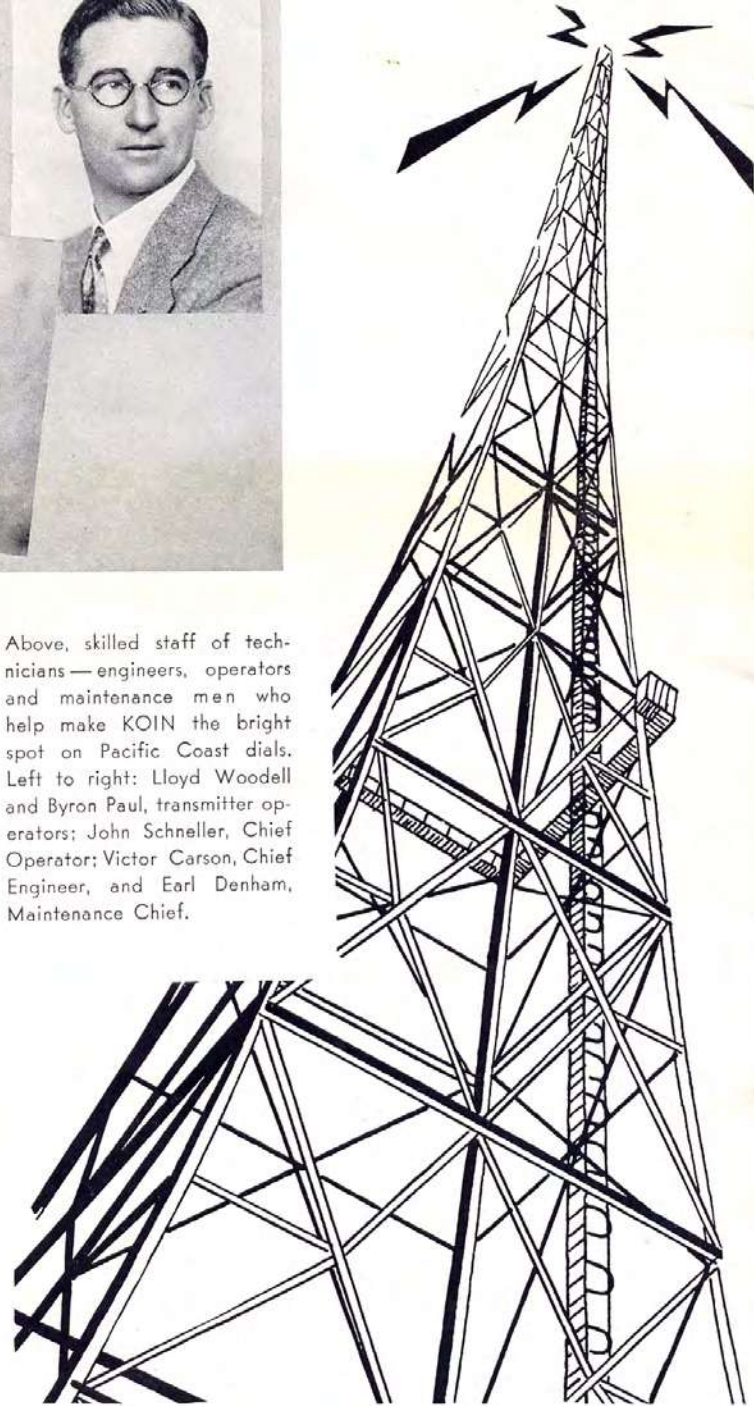 Above, skilled staff of tech-
nicians — engineers, operators
and maintenance men who
help make KOIN the bright
spot on Pacific Coast dials.
Left to right: Lloyd Woodell
and Byron Paul, transmitter op-
erators; John Schneller, Chief
Operator; Victor Carson, Chief
Engineer, and Earl Denham,
Maintenance Chief.